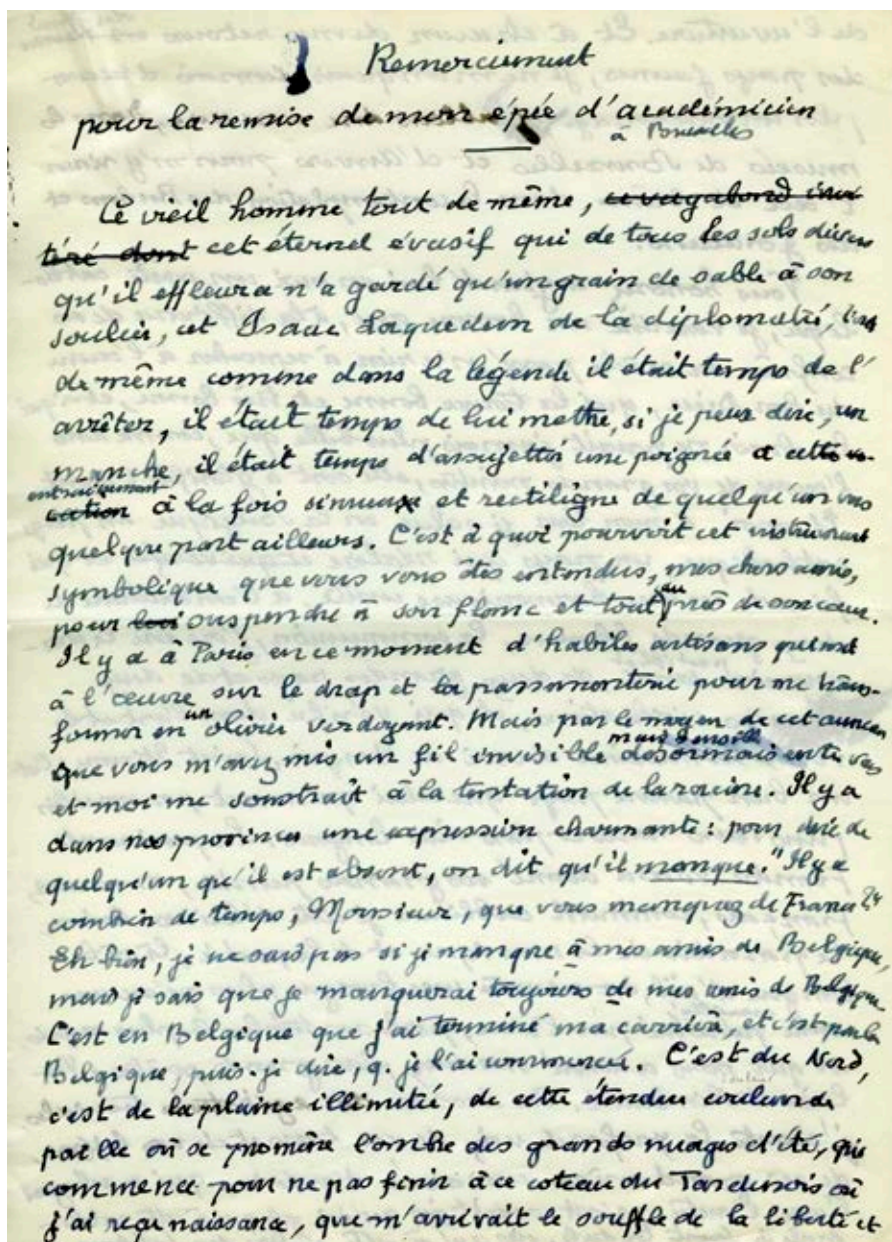 Remerciement
pour la remise de mon épée d'académicien
à Bruxelles
Ce vieil homme tout de même, ce vagabond invé
téré dont cet éternel évasif qui de tous les sols divers
qu'il effleura n'a gardé qu'un grain de sable à son
soulier, cet Isaac Laquedem de la diplomatie, tout
de même comme dans la légende il était temps de l'
arrêter, il était temps de lui mettre, si je peux dire, un
manche, il était temps d'assujettir une poignée à cette vo-
cation à la fois sinueux et rectiligne de quelqu'un vers
quelque part ailleurs. C'est à quoi pourvoit cet instrument
symbolique que vous vous êtes entendus, mes chers amis,
pour suspendre à son flanc et tout au près de son cœur.
Il y a à Paris en ce moment d'habiles artisans qui sont
à l'œuvre sur le drap et la passementerie pour me trans-
former en un olivier verdoyant. Mais par le moyen de cet anneau
mais sensible
que vous m'avez mis un fil invisible désormais entre vous
et moi me soustrait à la tentation de la racine. Il y a
dans nos provinces une expression charmante : pour dire de
quelqu'un qu'il est absent, on dit qu'il manque. "Il y a
combien de temps, Monsieur, que vous manquez de France ?"
Eh bien, je ne sais pas si je manque à mes amis de Belgique,
mais je sais que je manquerai toujours de mes amis de Belgique.
C'est en Belgique que j'ai terminé ma carrière, et c'est par la
Belgique, puis-je dire, q. je l'ai commencée. C'est du Nord,
c'est de la plaine illimitée, de cette étendue couleur de
paille où se promène l'ombre des grands nuages d'été, qui
commence pour ne pas finir à ce coteau du Tardenois où
j'ai reçu naissance, que m'arrivait le souffle de la liberté et